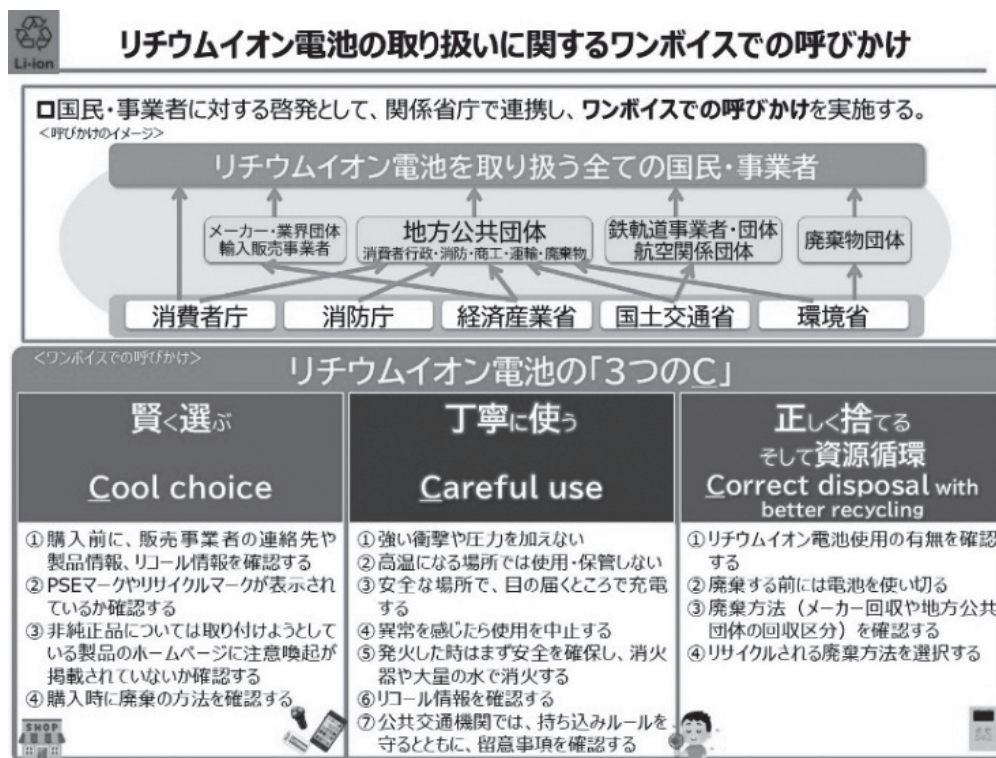 Li-ion
リチウムイオン電池の取り扱いに関するワンボイスでの呼びかけ
□国民・事業者に対する啓発として、関係省庁で連携し、ワンボイスでの呼びかけを実施する。
<呼びかけのイメージ>
リチウムイオン電池を取り扱う全ての国民・事業者
メーカー・業界団体
輸入販売事業者
地方公共団体
消費者行政・消防・商工・運輸・廃棄物
鉄軌道事業者・団体
航空関係団体
廃棄物団体
消費者庁
消防庁
経済産業省
国土交通省
環境省
<ワンボイスでの呼びかけ>
リチウムイオン電池の「3つのC」
賢く選ぶ
Cool choice
①購入前に、販売事業者の連絡先や
製品情報、リコール情報を確認する
②PSEマークやリサイクルマークが表示され
ているか確認する
③非純正品については取り付けようとして
いる製品のホームページに注意喚起が
掲載されていないか確認する
④購入時に廃棄の方法を確認する
SHOP
丁寧に使う
Careful use
①強い衝撃や圧力を加えない
②高温になる場所では使用・保管しない
③安全な場所で、目の届くところで充電
する
④異常を感じたら使用を中止する
⑤発火した時はまず安全を確保し、消火
器や大量の水で消火する
⑥リコール情報を確認する
⑦公共交通機関では、持ち込みルールを
守るとともに、留意事項を確認する
正しく捨てる
そして資源循環
Correct disposal with
better recycling
①リチウムイオン電池使用の有無を確認
する
②廃棄する前には電池を使い切る
③廃棄方法（メーカー回収や地方公共
団体の回収区分）を確認する
④リサイクルされる廃棄方法を選択する